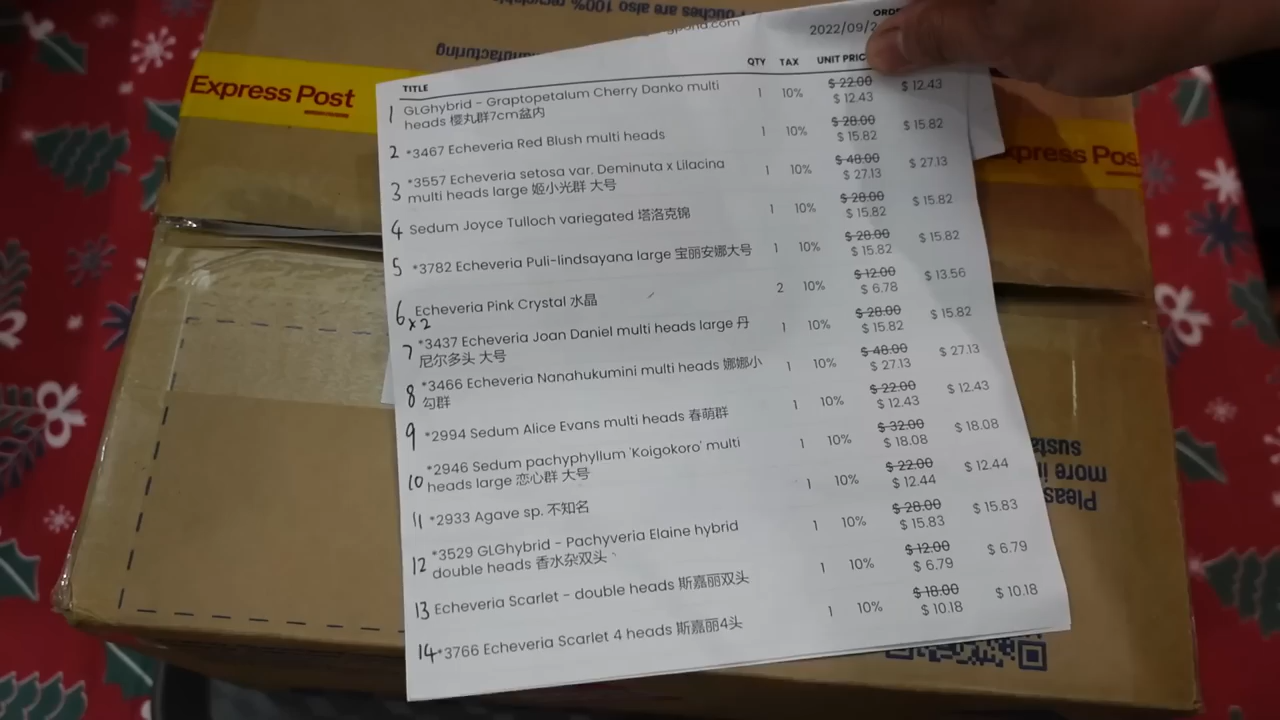 Pouches are also 100% recyclable
manufacturing
Express Post
Express Pos
gpond.com
ORD
2022/09/2
TITLE QTY TAX UNIT PRIC
1 GLGhybrid - Graptopetalum Cherry Danko multi 1 10% $ 22.00 $ 12.43
heads 樱丸群7cm盆内 $ 12.43
2 *3467 Echeveria Red Blush multi heads 1 10% $ 28.00 $ 15.82
$ 15.82
3 *3557 Echeveria setosa var. Deminuta x Lilacina 1 10% $ 48.00 $ 27.13
multi heads large 姬小光群 大号 $ 27.13
4 Sedum Joyce Tulloch variegated 塔洛克锦 1 10% $ 28.00 $ 15.82
$ 15.82
5 *3782 Echeveria Puli-lindsayana large 宝丽安娜大号 1 10% $ 28.00 $ 15.82
$ 15.82
6 x 2 Echeveria Pink Crystal 水晶 2 10% $ 12.00 $ 13.56
$ 6.78
7 *3437 Echeveria Joan Daniel multi heads large 丹 1 10% $ 28.00 $ 15.82
尼尔多头 大号 $ 15.82
8 *3466 Echeveria Nanahukumini multi heads 娜娜小 1 10% $ 48.00 $ 27.13
勾群 $ 27.13
9 *2994 Sedum Alice Evans multi heads 春萌群 1 10% $ 22.00 $ 12.43
$ 12.43
10 *2946 Sedum pachyphyllum 'Koigokoro' multi 1 10% $ 32.00 $ 18.08
heads large 恋心群 大号 $ 18.08
11 *2933 Agave sp. 不知名 1 10% $ 22.00 $ 12.44
$ 12.44
12 *3529 GLGhybrid - Pachyveria Elaine hybrid 1 10% $ 28.00 $ 15.83
double heads 香水杂双头 $ 15.83
13 Echeveria Scarlet - double heads 斯嘉丽双头 1 10% $ 12.00 $ 6.79
$ 6.79
14 *3766 Echeveria Scarlet 4 heads 斯嘉丽4头 1 10% $ 18.00 $ 10.18
$ 10.18
Pleas
more in
susta